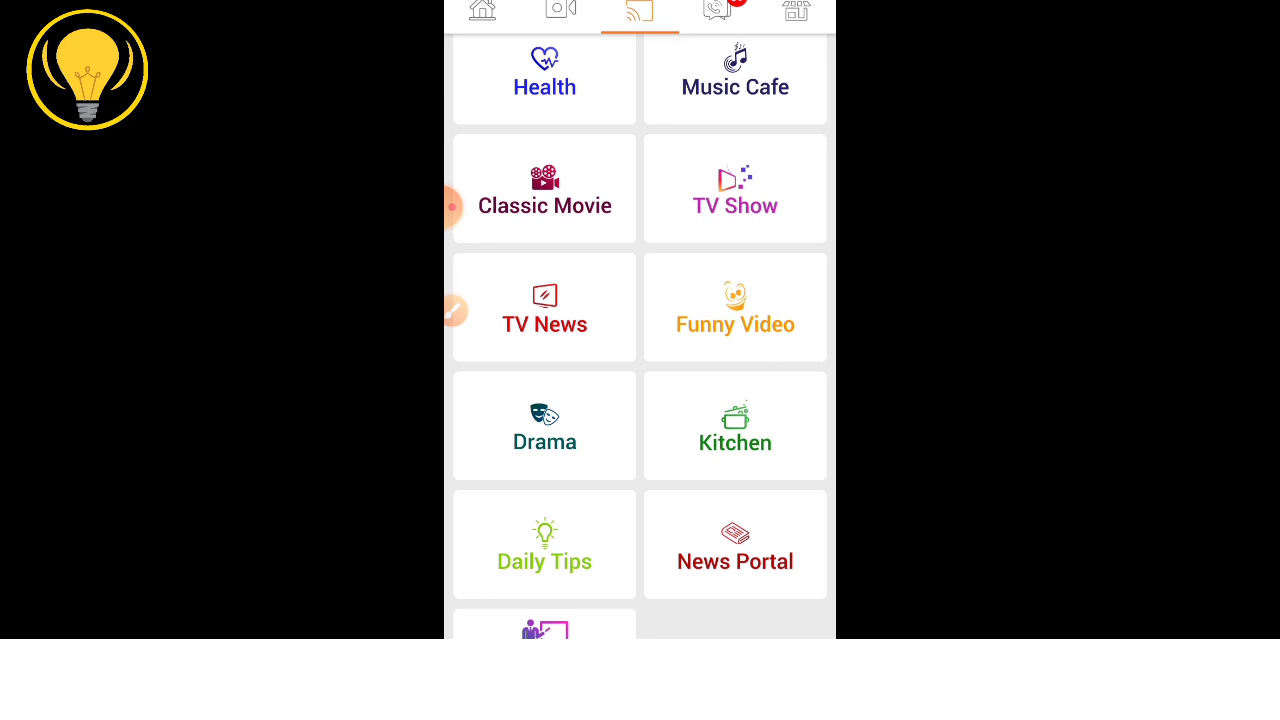 Health
Music Cafe
Classic Movie
TV Show
TV News
Funny Video
Drama
Kitchen
Daily Tips
News Portal